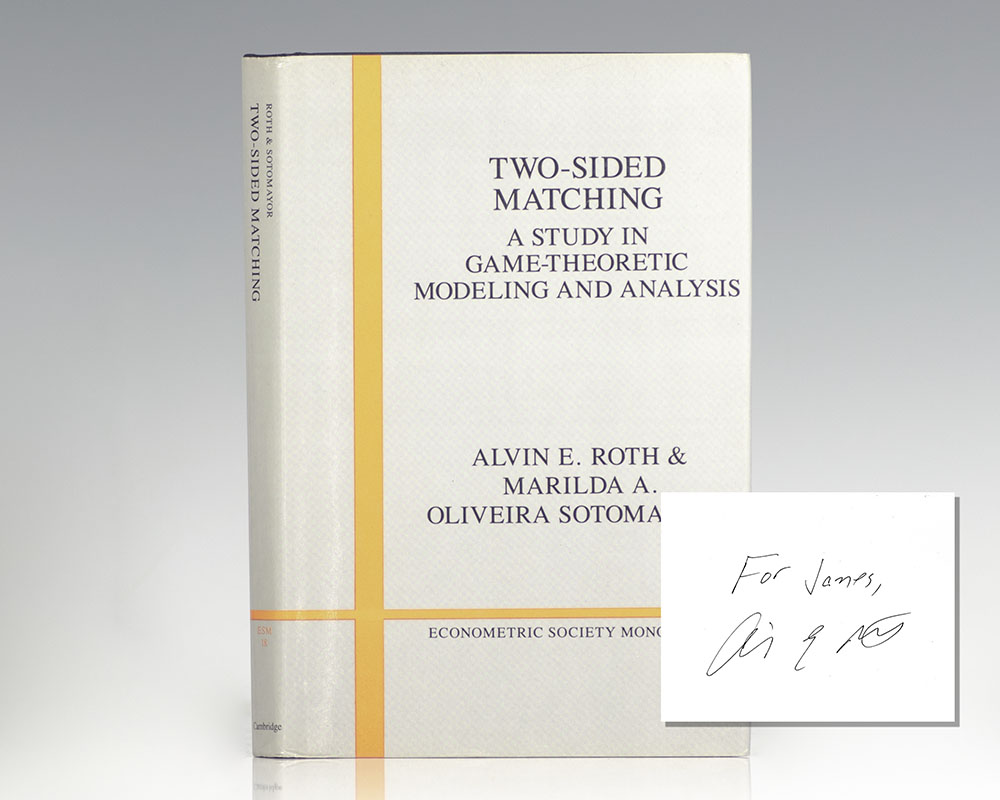 ROTH & SOTOMAYOR
TWO-SIDED MATCHING
ESM
18
Cambridge
TWO-SIDED
MATCHING
A STUDY IN
GAME-THEORETIC
MODELING AND ANALYSIS
ALVIN E. ROTH &
MARILDA A.
OLIVEIRA SOTOMA
ECONOMETRIC SOCIETY MONO
For James,